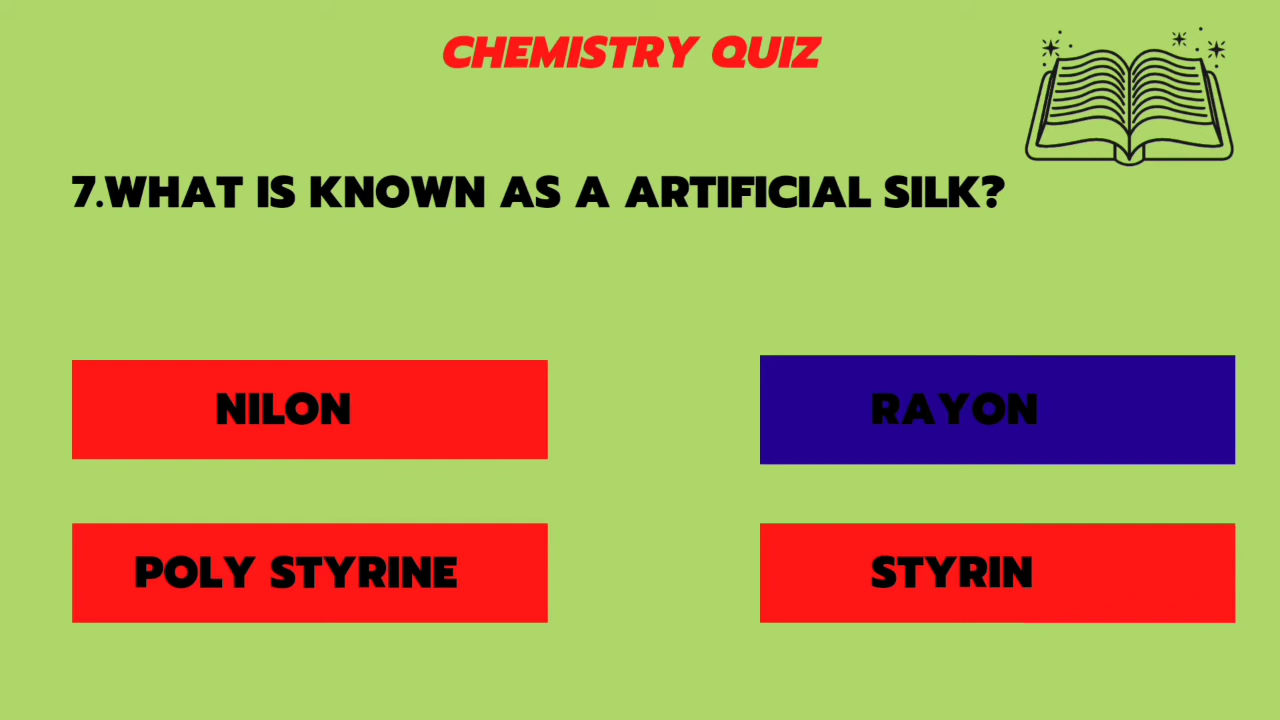 CHEMISTRY QUIZ
7.WHAT IS KNOWN AS A ARTIFICIAL SILK?
NILON
RAYON
POLY STYRINE
STYRIN